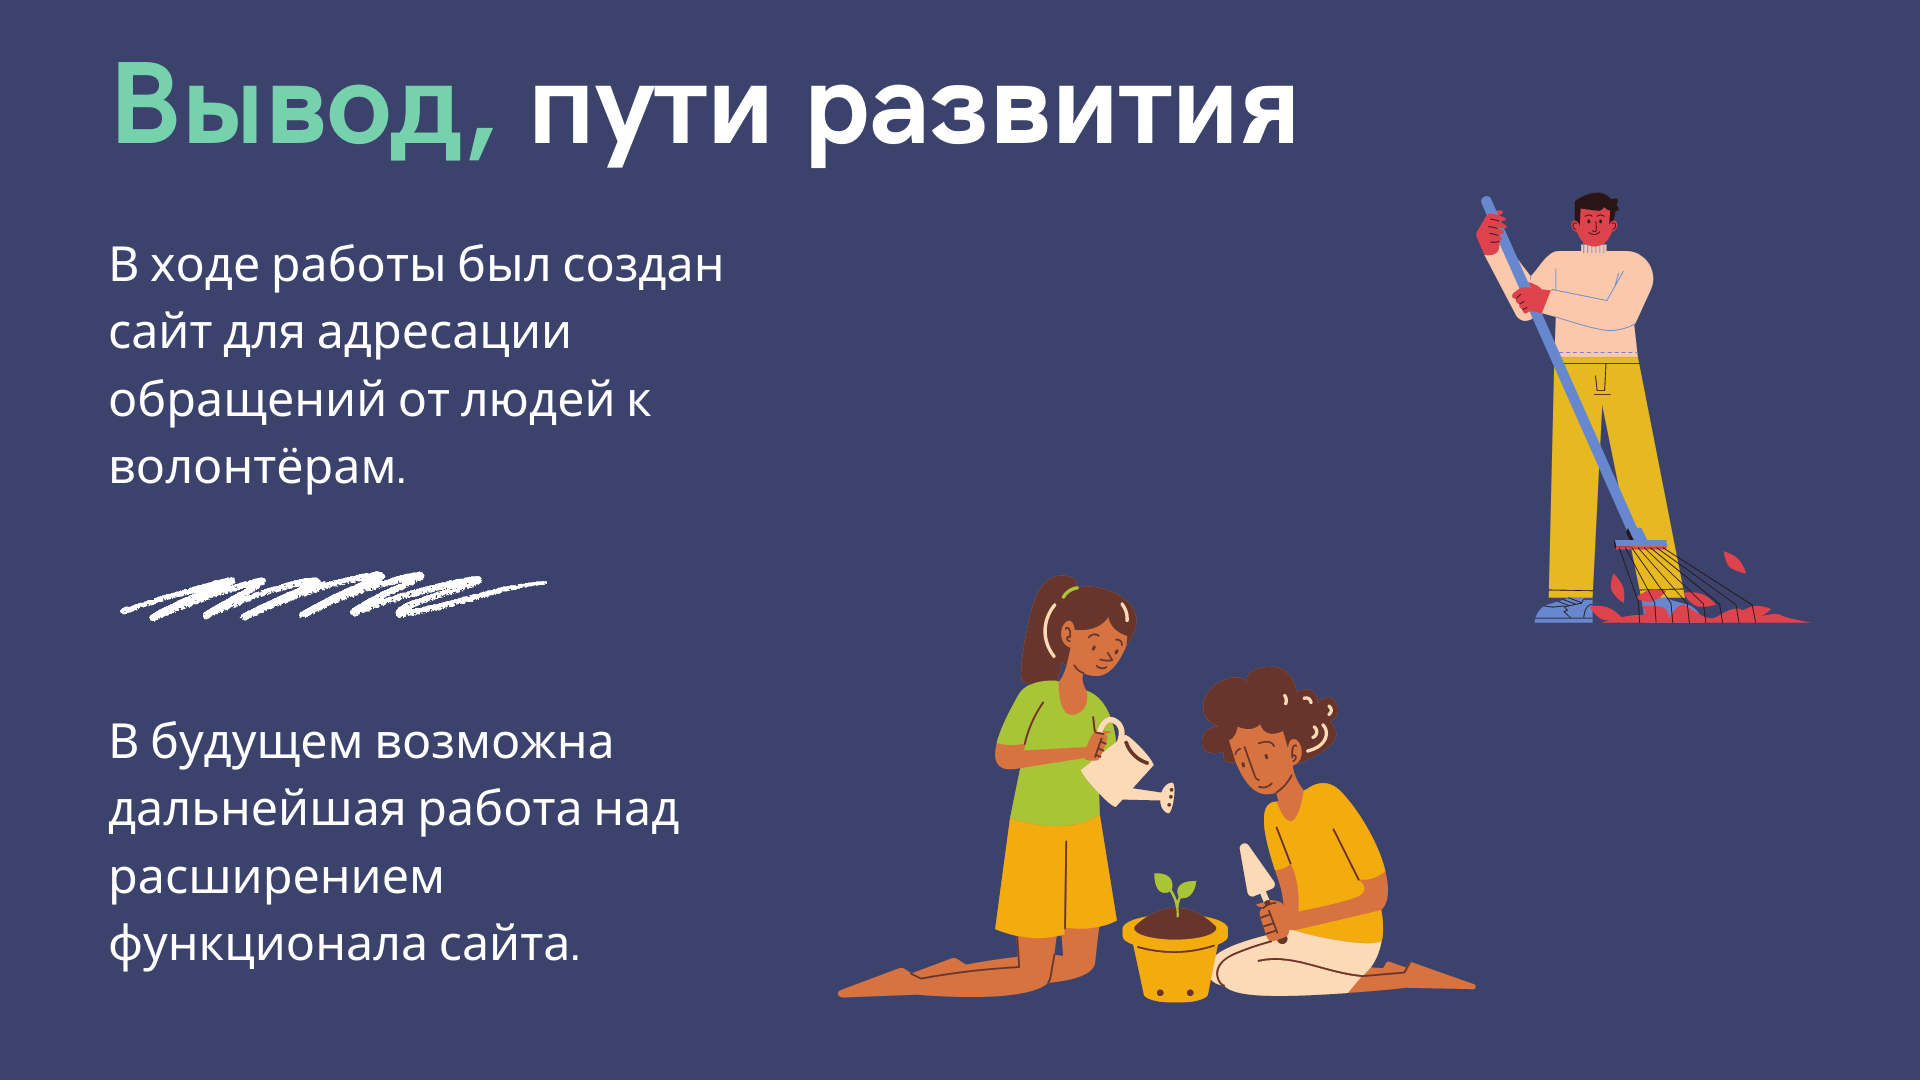 Вывод, пути развития
В ходе работы был создан
сайт для адресации
обращений от людей к
волонтёрам.
В будущем возможна
дальнейшая работа над
расширением
функционала сайта.